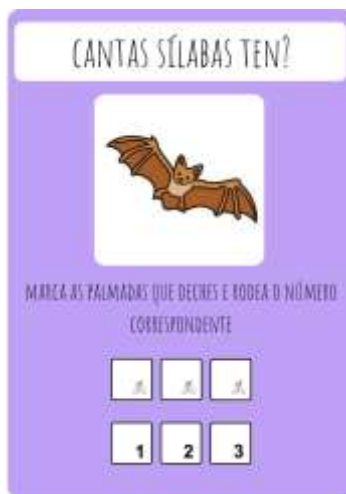 CANTAS SÍLABAS TEN?
MARCA AS PALMADAS QUE DECHES E RODEA O NÚMERO
CORRESPONDENTE
1 2 3